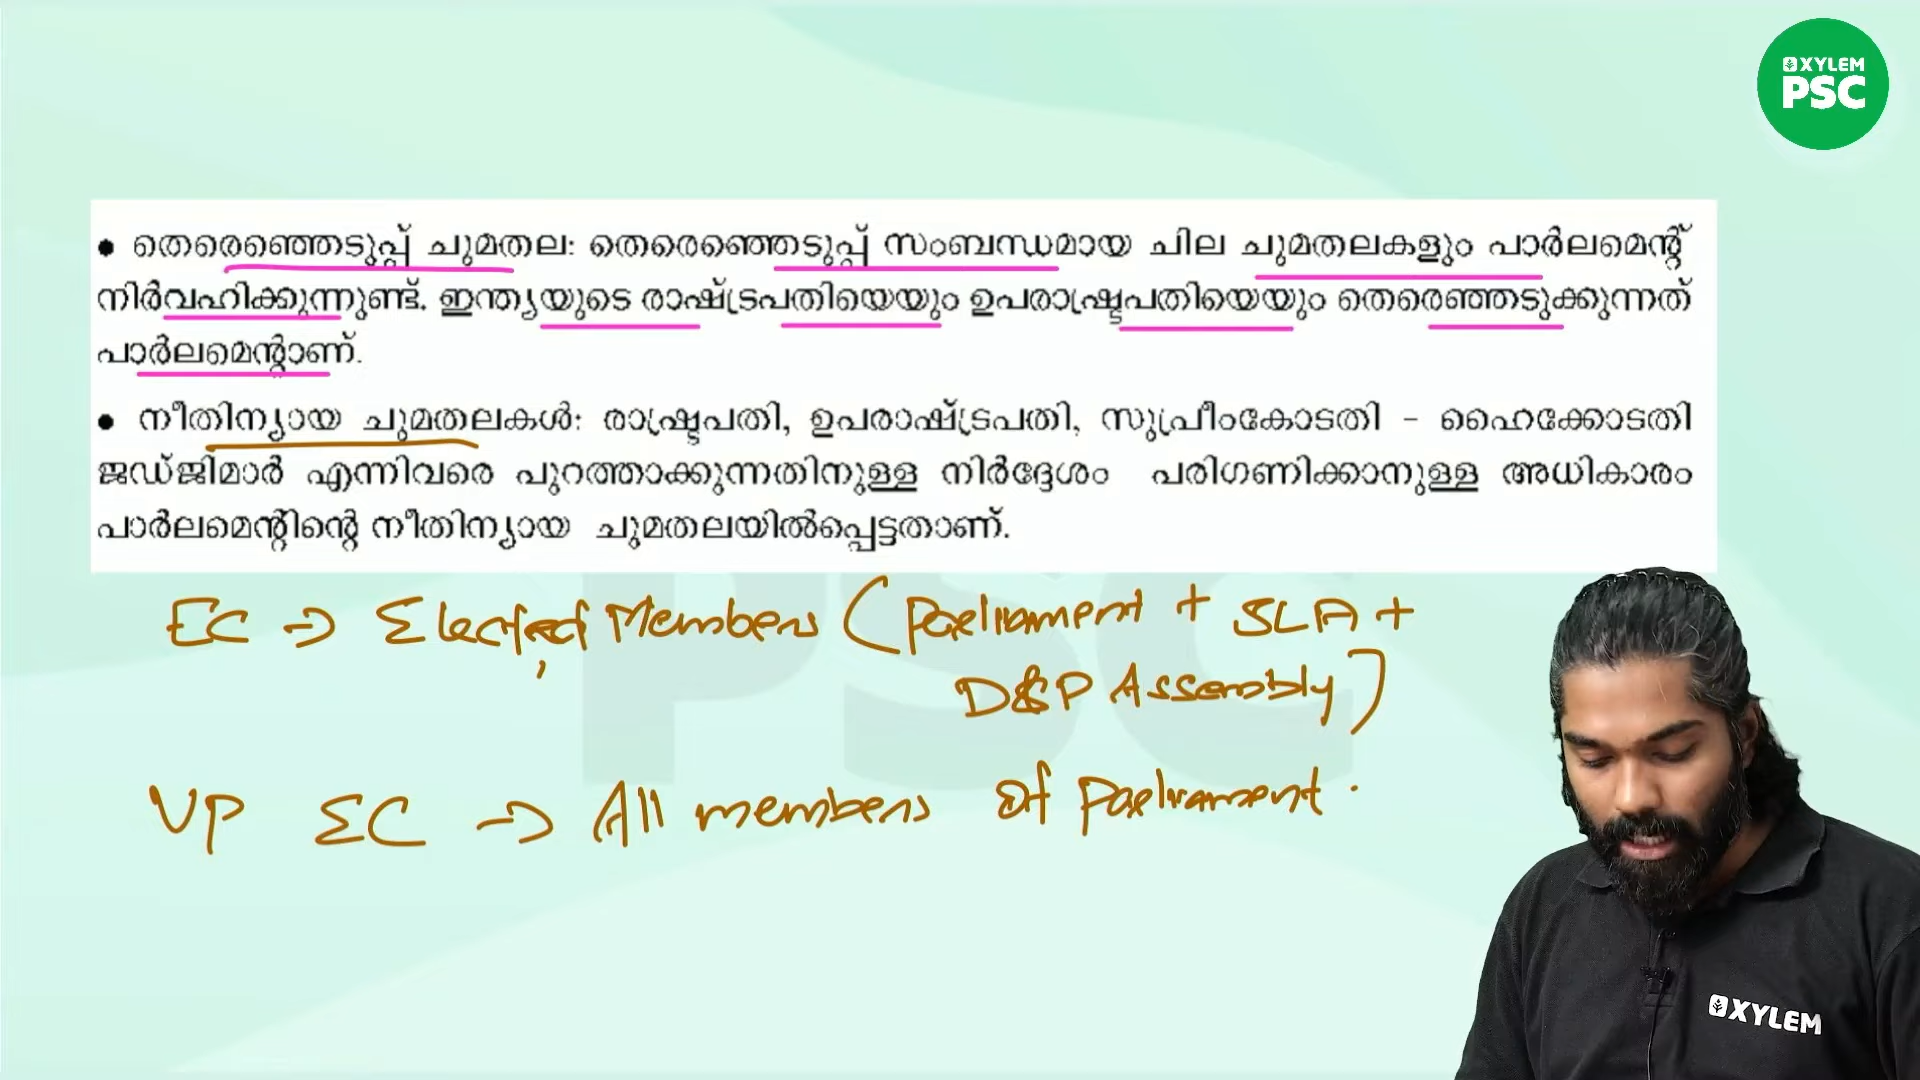 XYLEM
PSC
● തെരഞ്ഞെടുപ്പ് ചുമതല: തെരെഞ്ഞെടുപ്പ് സംബന്ധമായ ചില ചുമതലകളും പാർലമെന്റ്
നിർവഹിക്കുന്നുണ്ട്. ഇന്ത്യയുടെ രാഷ്ട്രപതിയെയും ഉപരാഷ്ട്രപതിയെയും തെരെഞ്ഞടുക്കുന്നത്
പാർലമെന്റാണ്.
● നീതിന്യായ ചുമതലകൾ: രാഷ്ട്രപതി, ഉപരാഷ്ട്രപതി, സുപ്രീംകോടതി – ഹൈക്കോടതി
ജഡ്ജിമാർ എന്നിവരെ പുറത്താക്കുന്നതിനുള്ള നിർദ്ദേശം പരിഗണിക്കാനുള്ള അധികാരം
പാർലമെന്റിന്റെ നീതിന്യായ ചുമതലയിൽപ്പെട്ടതാണ്.
EC → Elected Members (Parliament + SLA +
D&P Assembly)
VP EC → All members of Parliament.
PSC
XYLEM